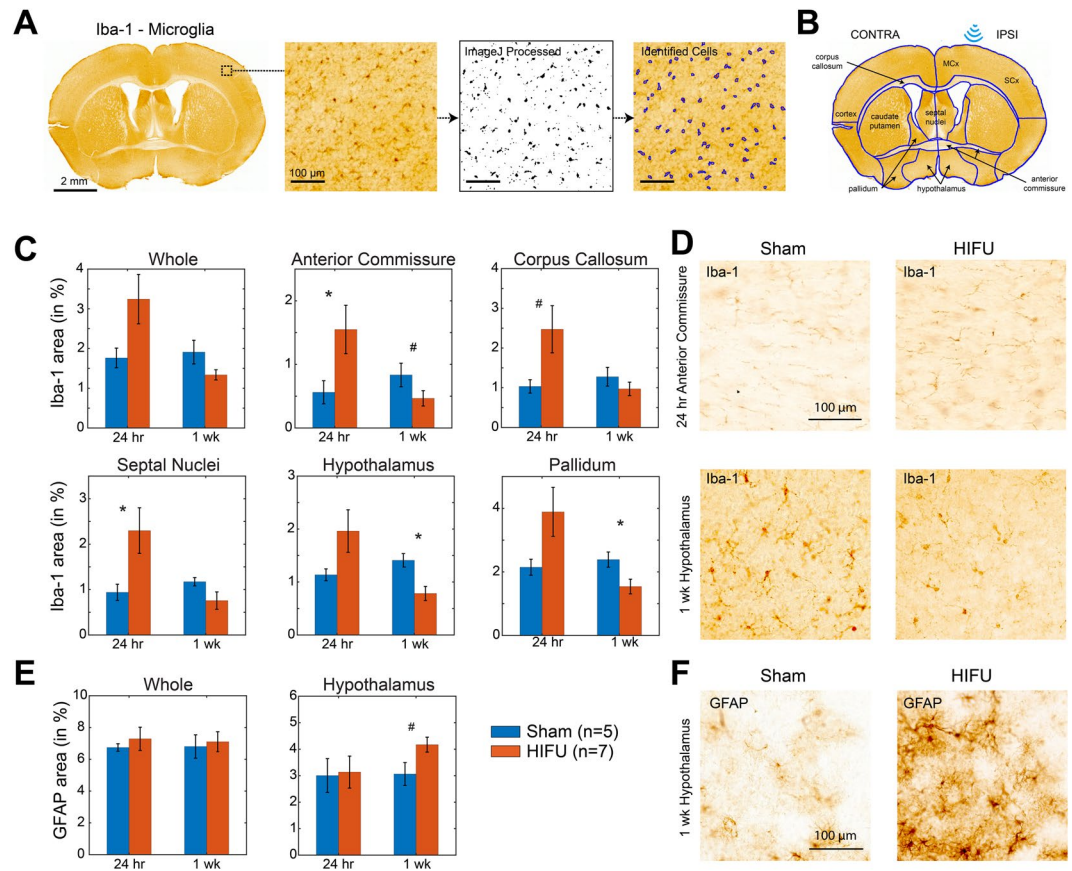 A
Iba-1 - Microglia
2 mm
100 µm
ImageJ Processed
Identified Cells
B
CONTRA
IPSI
corpus
callosum
MCx
SCx
cortex
caudate
putamen
septal
nuclei
pallidum
hypothalamus
anterior
commissure
C
Whole
Iba-1 area (in %)
4
3
2
1
0
24 hr
1 wk
Anterior Commissure
2
1
0
*
#
24 hr
1 wk
Corpus Callosum
4
3
2
1
0
#
24 hr
1 wk
Septal Nuclei
Iba-1 area (in %)
3
2
1
0
*
24 hr
1 wk
Hypothalamus
3
2
1
0
*
24 hr
1 wk
Pallidum
4
2
0
*
24 hr
1 wk
D
Sham
HIFU
24 hr Anterior Commissure
Iba-1
100 µm
Iba-1
1 wk Hypothalamus
Iba-1
Iba-1
E
Whole
GFAP area (in %)
10
8
6
4
2
0
24 hr
1 wk
Hypothalamus
6
5
4
3
2
1
0
#
24 hr
1 wk
Sham (n=5)
HIFU (n=7)
F
Sham
HIFU
1 wk Hypothalamus
GFAP
100 µm
GFAP